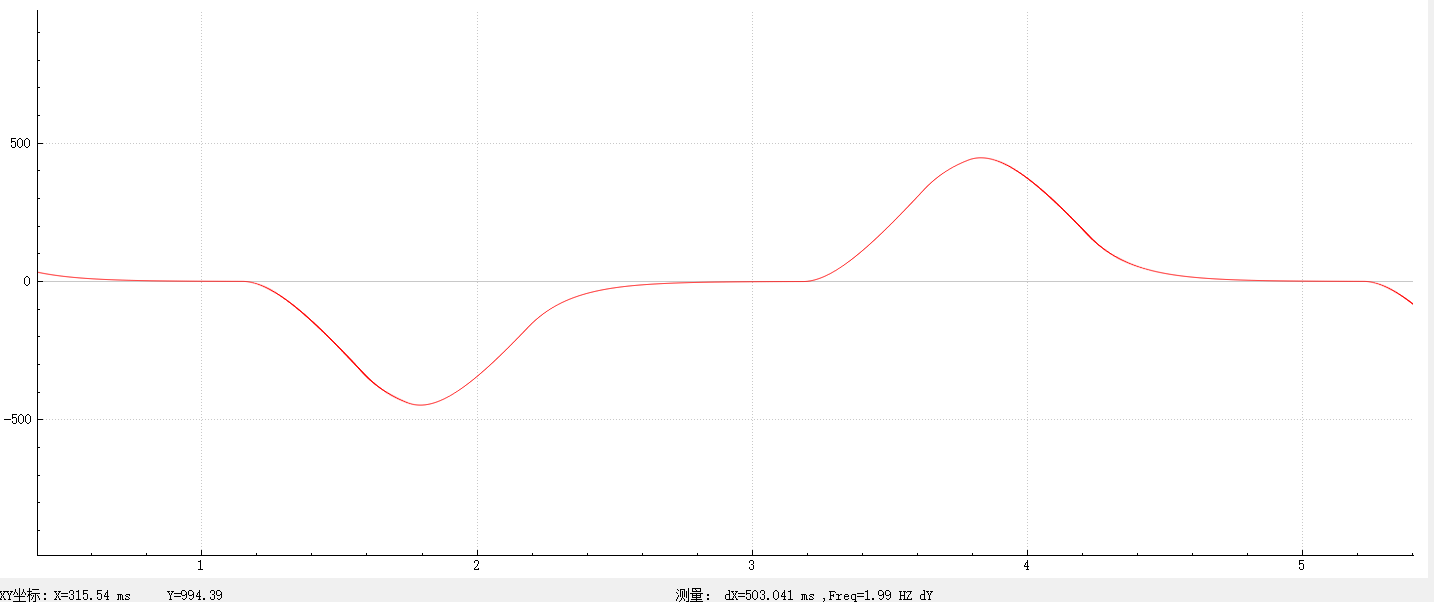 500
0
-500
1 2 3 4 5
XY坐标: X=315.54 ms Y=994.39 测量: dX=503.041 ms ,Freq=1.99 HZ dY